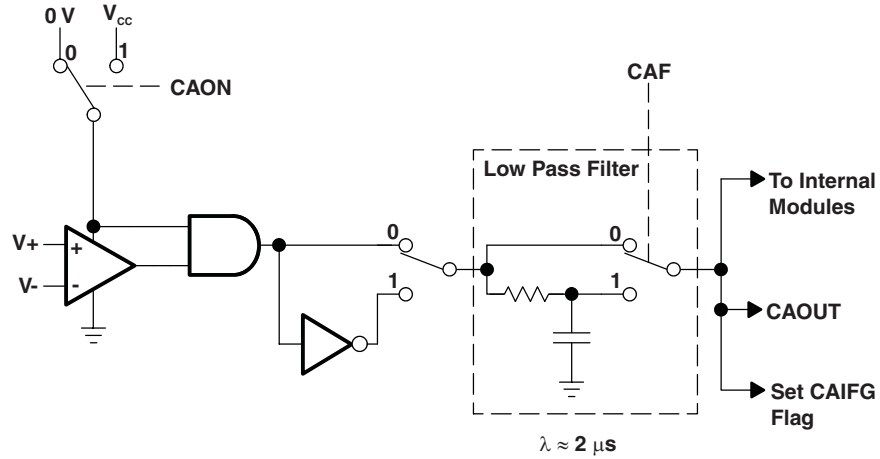 0 V
V_CC
0
1
CAON
CAF
Low Pass Filter
To Internal
Modules
V+
+
V-
-
0
1
0
1
CAOUT
Set CAIFG
Flag
λ ≈ 2 μs